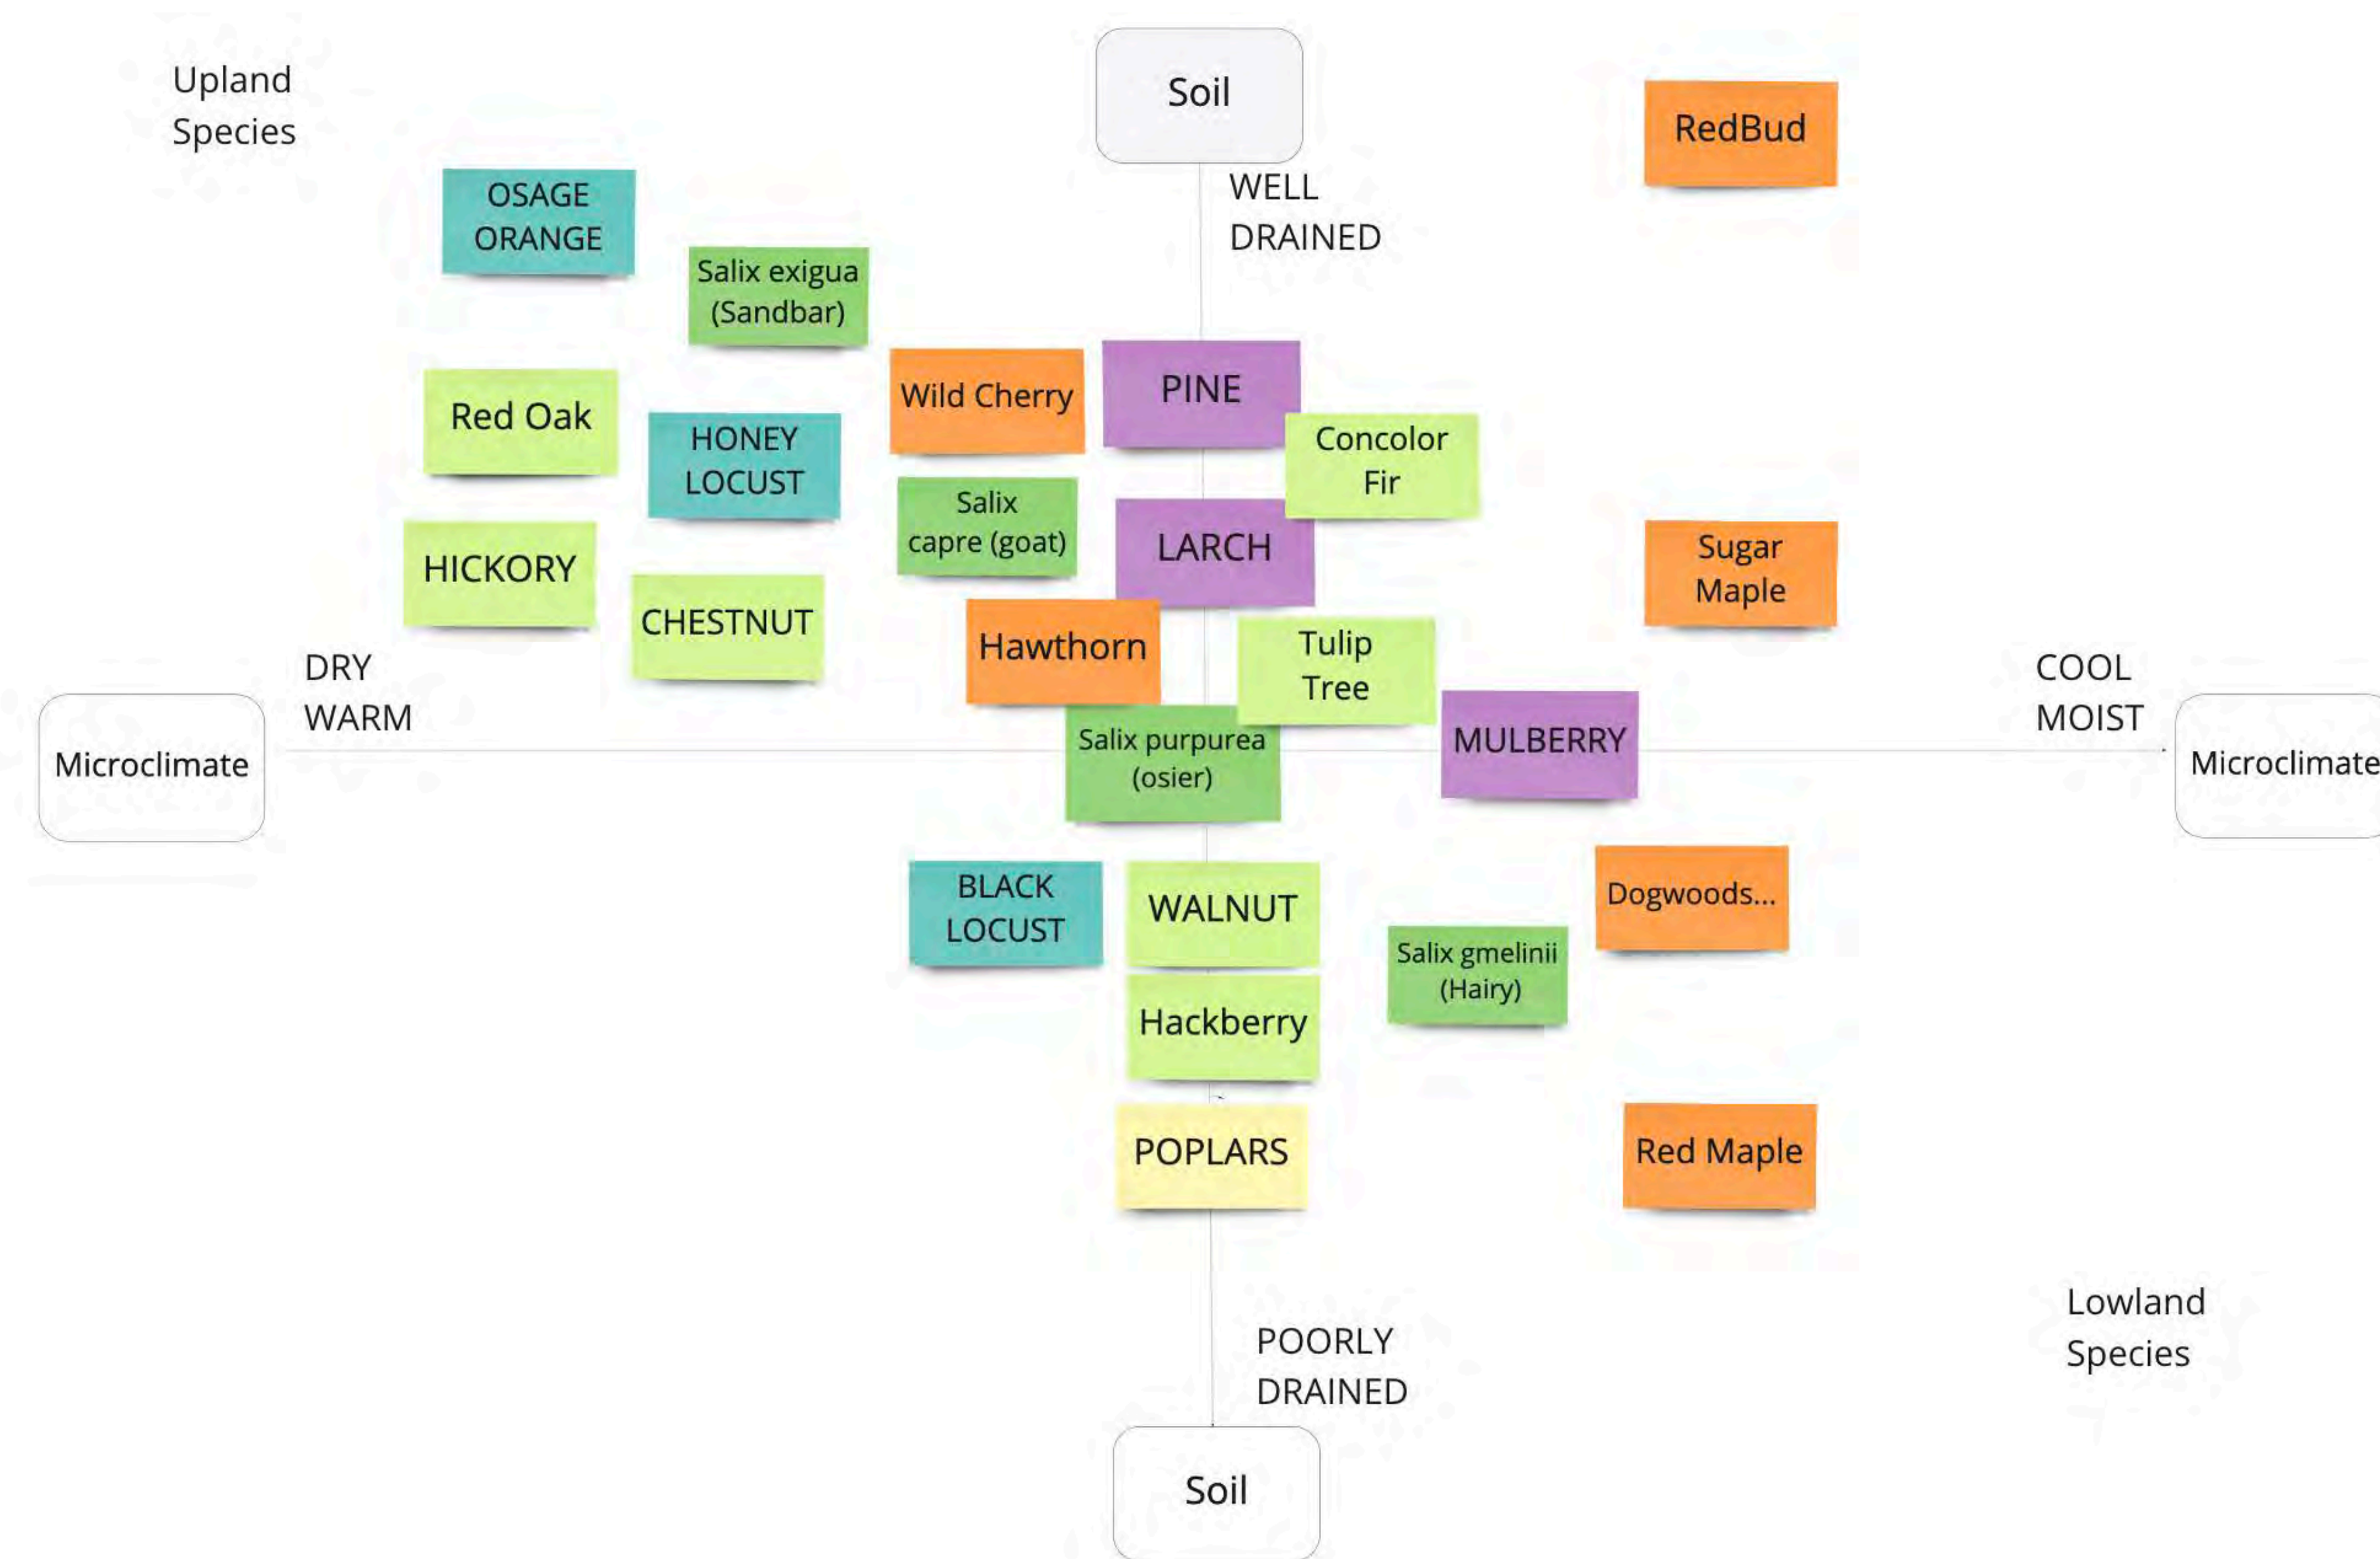 Upland
Species
Soil
RedBud
WELL
DRAINED
OSAGE
ORANGE
Salix exigua
(Sandbar)
Wild Cherry
PINE
Red Oak
HONEY
LOCUST
Concolor
Fir
Salix
capre (goat)
LARCH
HICKORY
Sugar
Maple
CHESTNUT
Hawthorn
Tulip
Tree
DRY
WARM
COOL
MOIST
Microclimate
Salix purpurea
(osier)
MULBERRY
Microclimate
BLACK
LOCUST
WALNUT
Dogwoods...
Salix gmelinii
(Hairy)
Hackberry
POPLARS
Red Maple
Lowland
Species
POORLY
DRAINED
Soil